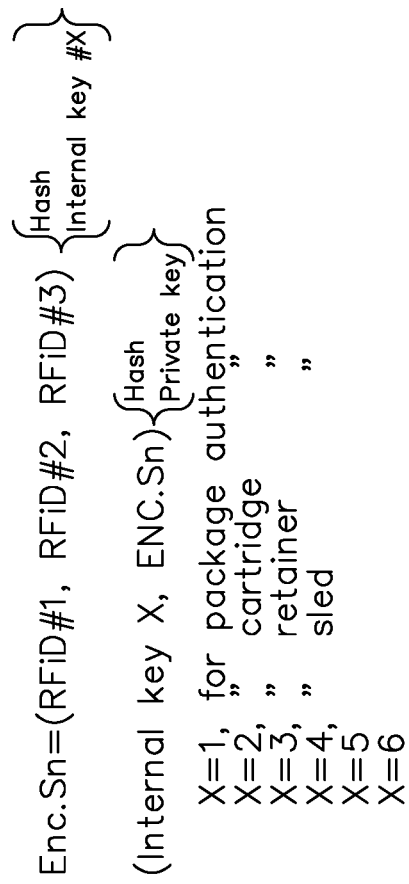 Enc.Sn=(RFiD#1, RFiD#2, RFiD#3){Hash Internal key #X}
(Internal key X, ENC.Sn){Hash Private key}
X=1, for package authentication
X=2, „ cartridge „
X=3, „ retainer „
X=4, „ sled „
X=5
X=6